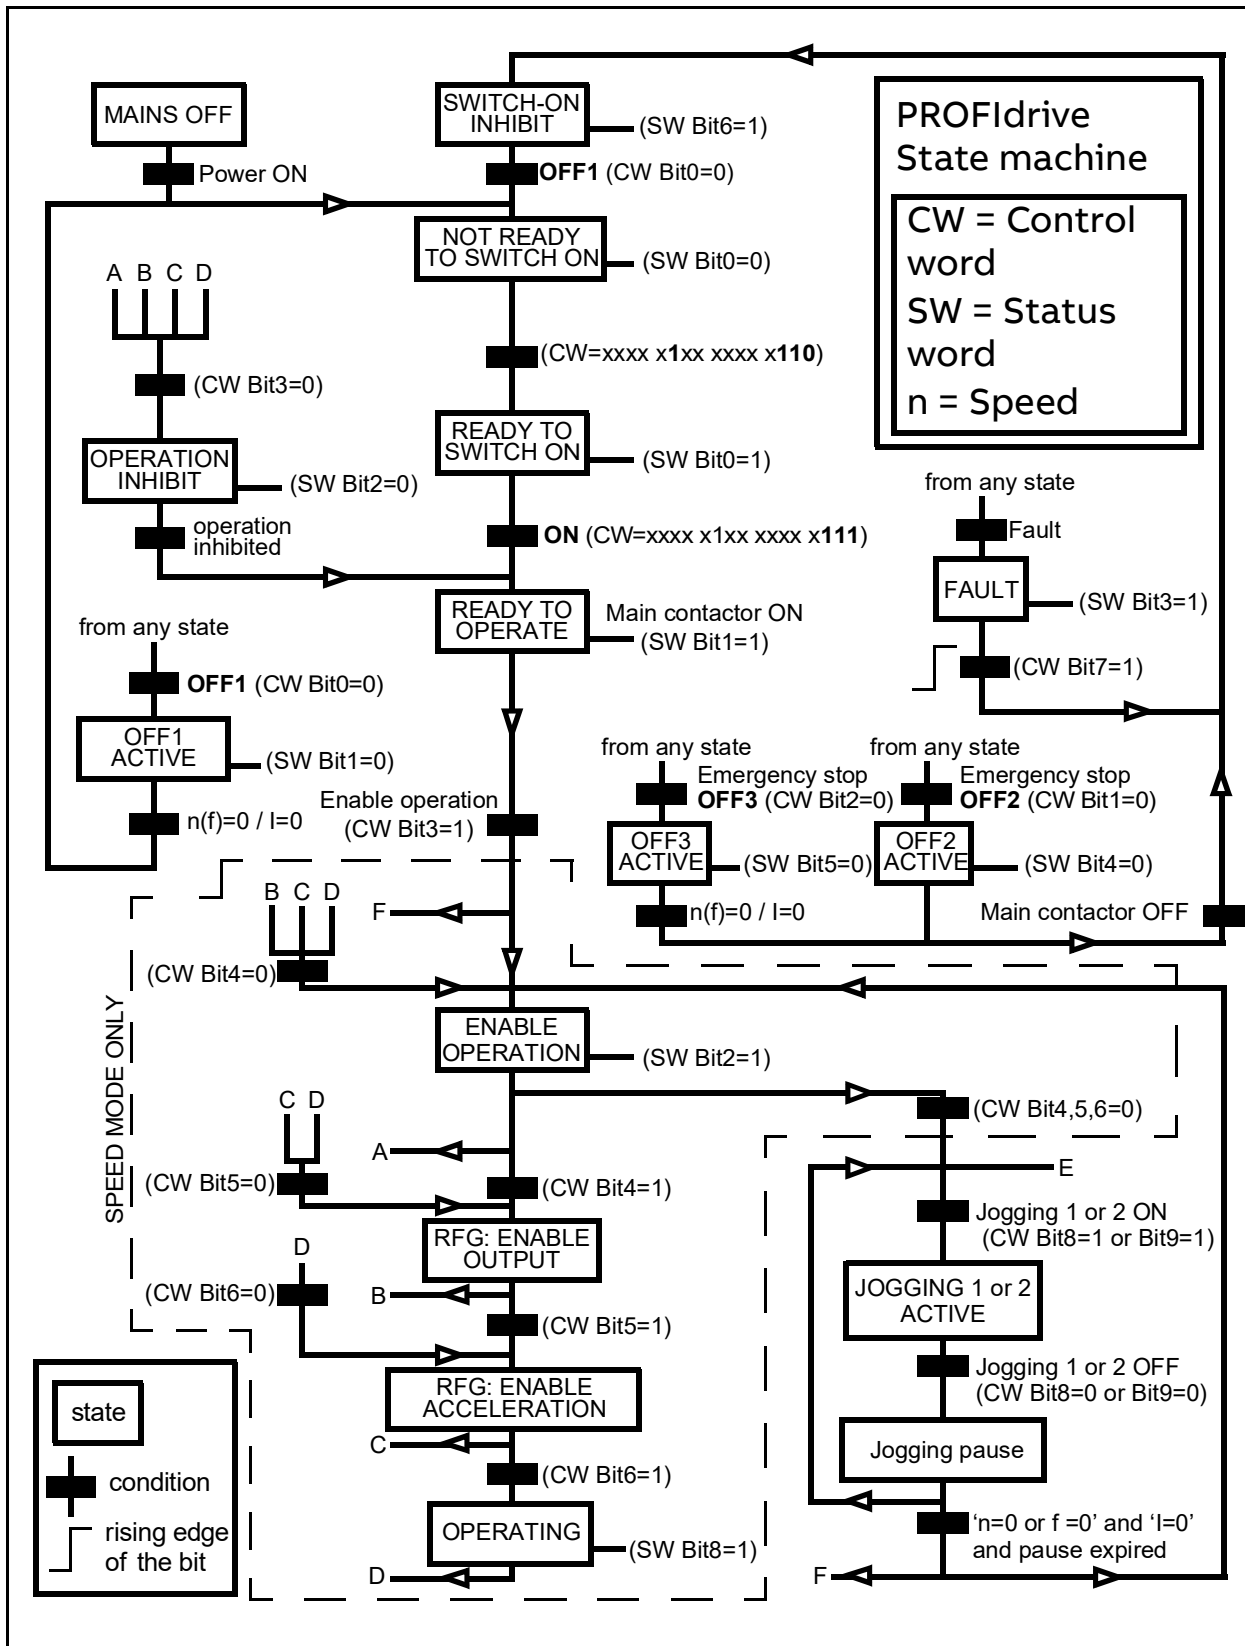 MAINS OFF
Power ON
SWITCH-ON
INHIBIT
(SW Bit6=1)
OFF1 (CW Bit0=0)
NOT READY
TO SWITCH ON
(SW Bit0=0)
PROFIdrive
State machine
CW = Control
word
SW = Status
word
n = Speed
A B C D
(CW Bit3=0)
OPERATION
INHIBIT
(SW Bit2=0)
operation
inhibited
(CW=xxxx x1xx xxxx x110)
READY TO
SWITCH ON
(SW Bit0=1)
ON (CW=xxxx x1xx xxxx x111)
READY TO
OPERATE
Main contactor ON
(SW Bit1=1)
from any state
Fault
FAULT
(SW Bit3=1)
(CW Bit7=1)
from any state
OFF1 (CW Bit0=0)
OFF1
ACTIVE
(SW Bit1=0)
n(f)=0 / I=0
Enable operation
(CW Bit3=1)
from any state
Emergency stop
OFF3 (CW Bit2=0)
OFF3
ACTIVE
(SW Bit5=0)
n(f)=0 / I=0
from any state
Emergency stop
OFF2 (CW Bit1=0)
OFF2
ACTIVE
(SW Bit4=0)
Main contactor OFF
SPEED MODE ONLY
B C D
F
(CW Bit4=0)
ENABLE
OPERATION
(SW Bit2=1)
C D
A
(CW Bit5=0)
(CW Bit4=1)
RFG: ENABLE
OUTPUT
D
(CW Bit6=0)
B
(CW Bit5=1)
RFG: ENABLE
ACCELERATION
C
(CW Bit6=1)
OPERATING
(SW Bit8=1)
D
(CW Bit4,5,6=0)
E
Jogging 1 or 2 ON
(CW Bit8=1 or Bit9=1)
JOGGING 1 or 2
ACTIVE
Jogging 1 or 2 OFF
(CW Bit8=0 or Bit9=0)
Jogging pause
‘n=0 or f =0’ and ‘I=0’
and pause expired
F
state
condition
rising edge
of the bit